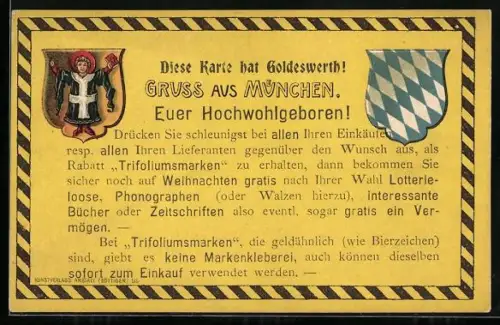 Diese Karte hat Goldeswerth!
GRUSS AUS MÜNCHEN.
Euer Hochwohlgeboren!
Drücken Sie schleunigst bei allen Ihren Einkäufe
resp. allen Ihren Lieferanten gegenüber den Wunsch aus, als
Rabatt „Trifoliumsmarken" zu erhalten, dann bekommen Sie
sicher noch auf Weihnachten gratis nach Ihrer Wahl Lotterie-
loose, Phonographen (oder Walzen hierzu), interessante
Bücher oder Zeitschriften also eventl. sogar gratis ein Ver-
mögen. —
Bei „Trifoliumsmarken", die geldähnlich (wie Bierzeichen)
sind, giebt es keine Markenkleberei, auch können dieselben
sofort zum Einkauf verwendet werden. —
KUNSTVERLAG